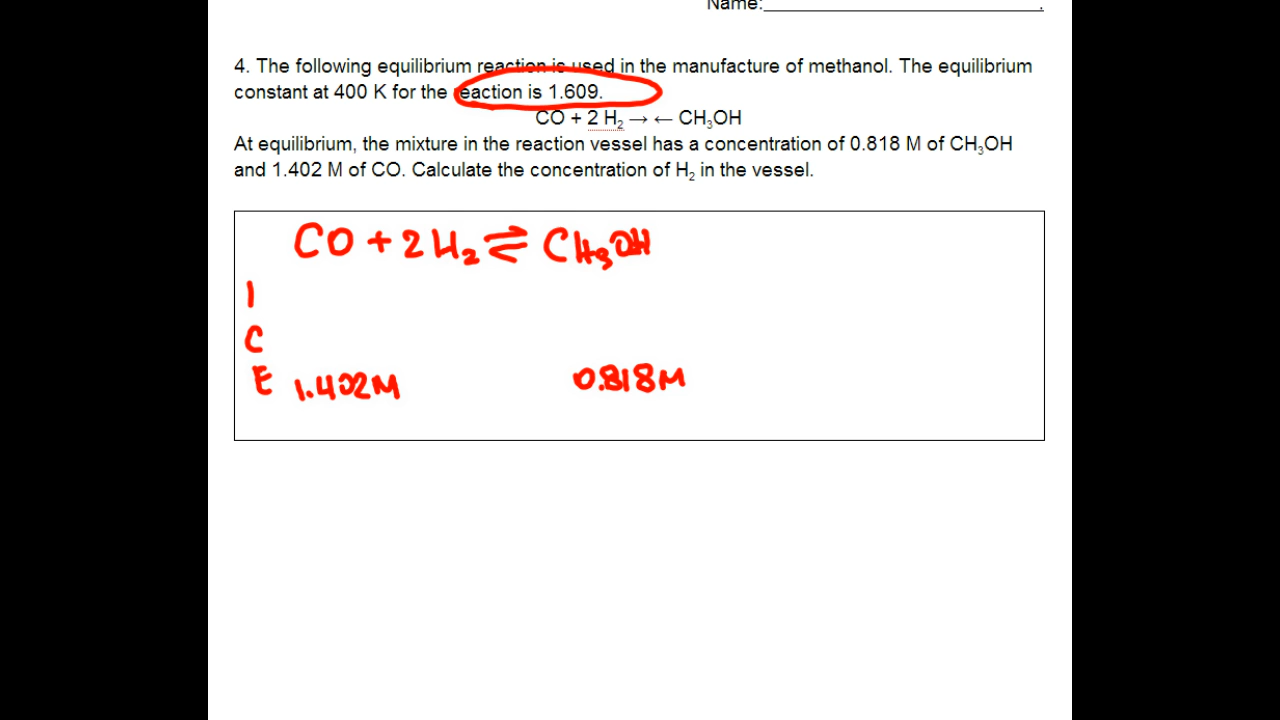 Name:
4. The following equilibrium reaction is used in the manufacture of methanol. The equilibrium
constant at 400 K for the reaction is 1.609.
CO + 2 H₂ → ← CH₃OH
At equilibrium, the mixture in the reaction vessel has a concentration of 0.818 M of CH₃OH
and 1.402 M of CO. Calculate the concentration of H₂ in the vessel.
CO + 2H₂ ⇌ CH₃OH
I
C
E 1.402M 0.818M